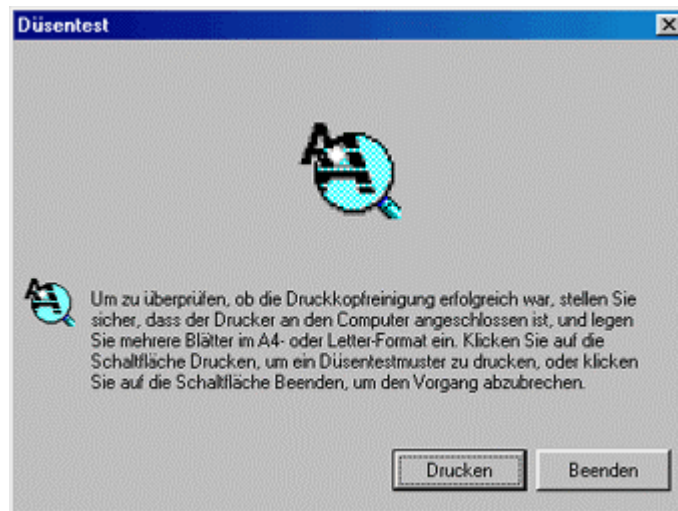 Düsentest
Um zu überprüfen, ob die Druckkopfreinigung erfolgreich war, stellen Sie
sicher, dass der Drucker an den Computer angeschlossen ist, und legen
Sie mehrere Blätter im A4- oder Letter-Format ein. Klicken Sie auf die
Schaltfläche Drucken, um ein Düsentestmuster zu drucken, oder klicken
Sie auf die Schaltfläche Beenden, um den Vorgang abzubrechen.
Drucken
Beenden